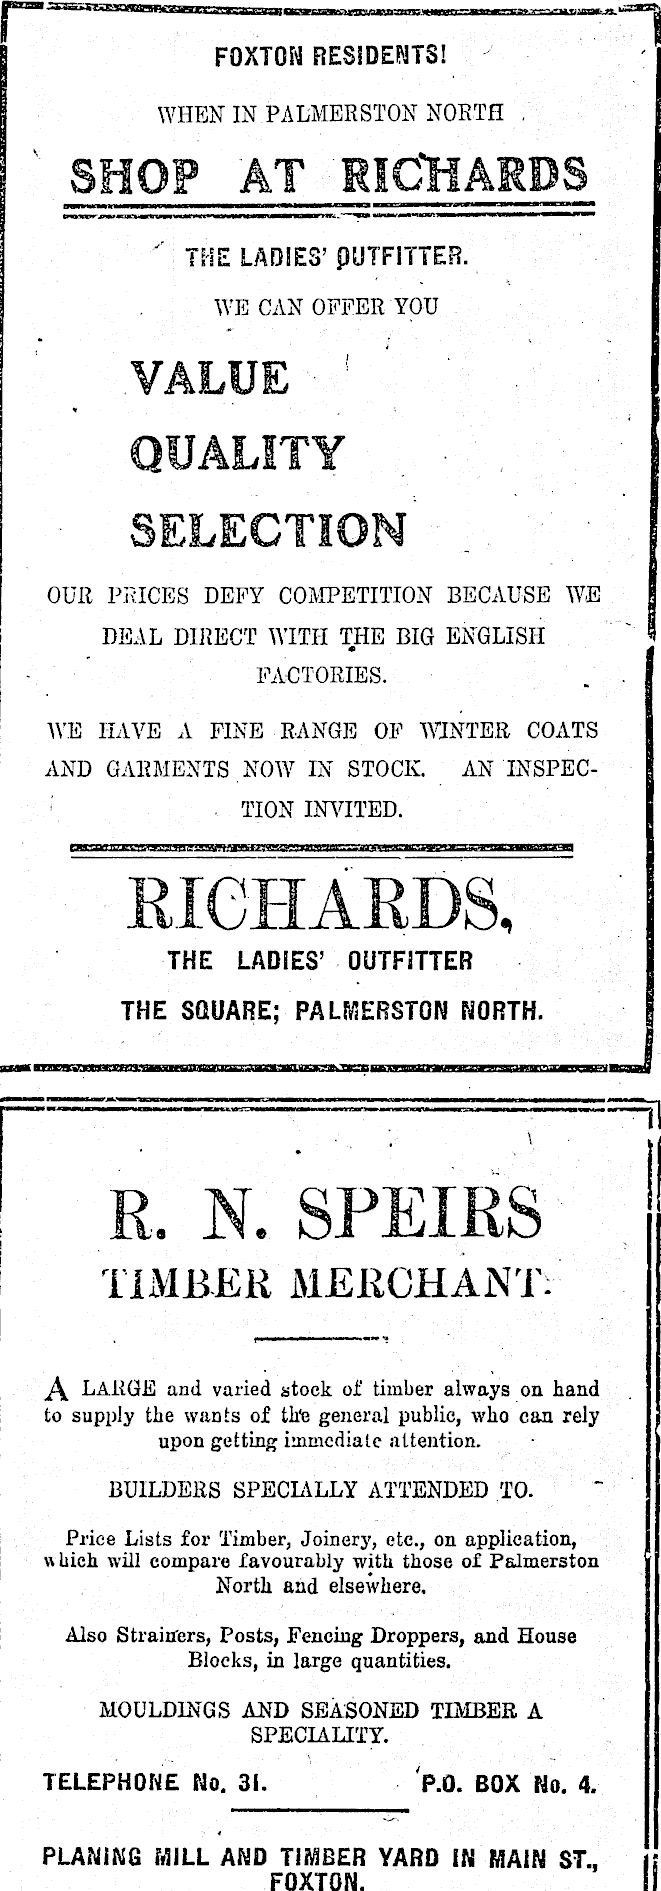 FOXTON RESIDENTS!
WHEN IN PALMERSTON NORTH
SHOP AT RICHARDS
THE LADIES' OUTFITTER.
WE CAN OFFER YOU
VALUE
QUALITY
SELECTION
OUR PRICES DEFY COMPETITION BECAUSE WE
DEAL DIRECT WITH THE BIG ENGLISH
FACTORIES.
WE HAVE A FINE RANGE OF WINTER COATS
AND GARMENTS NOW IN STOCK. AN INSPEC-
TION INVITED.
RICHARDS,
THE LADIES' OUTFITTER
THE SQUARE; PALMERSTON NORTH.
R. N. SPEIRS
TIMBER MERCHANT.
A LARGE and varied stock of timber always on hand
to supply the wants of the general public, who can rely
upon getting immediate attention.
BUILDERS SPECIALLY ATTENDED TO.
Price Lists for Timber, Joinery, etc., on application,
which will compare favourably with those of Palmerston
North and elsewhere.
Also Strainers, Posts, Fencing Droppers, and House
Blocks, in large quantities.
MOULDINGS AND SEASONED TIMBER A
SPECIALITY.
TELEPHONE No. 31. P.O. BOX No. 4.
PLANING MILL AND TIMBER YARD IN MAIN ST.,
FOXTON.